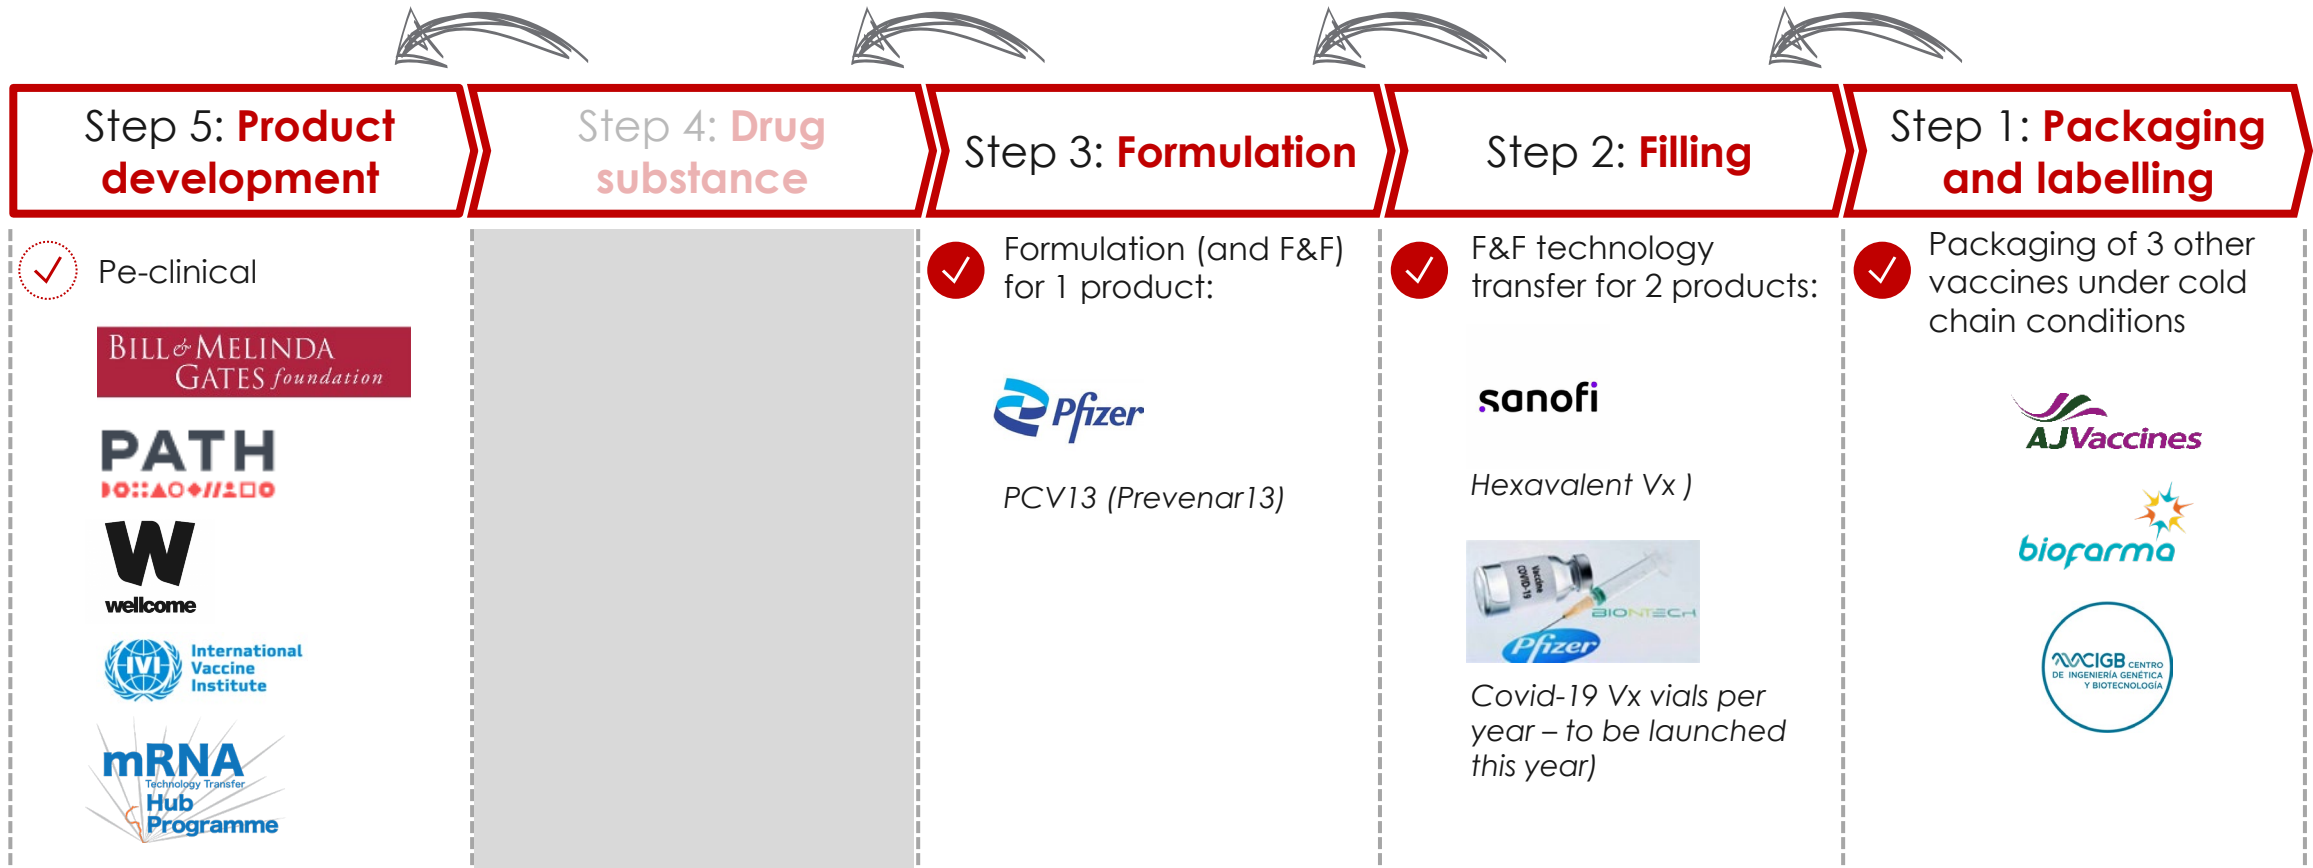 Step 5: Product
development
Step 4: Drug
substance
Step 3: Formulation
Step 2: Filling
Step 1: Packaging
and labelling
Pe-clinical
BILL & MELINDA
GATES foundation
PATH
W
wellcome
IVI
International
Vaccine
Institute
mRNA
Technology Transfer
Hub
Programme
Formulation (and F&F)
for 1 product:
Pfizer
PCV13 (Prevenar13)
F&F technology
transfer for 2 products:
sanofi
Hexavalent Vx )
Vaccine
COVID-19
BIONTECH
Pfizer
Covid-19 Vx vials per
year – to be launched
this year)
Packaging of 3 other
vaccines under cold
chain conditions
AJVaccines
biofarma
CIGB CENTRO
DE INGENIERÍA GENÉTICA
Y BIOTECNOLOGÍA